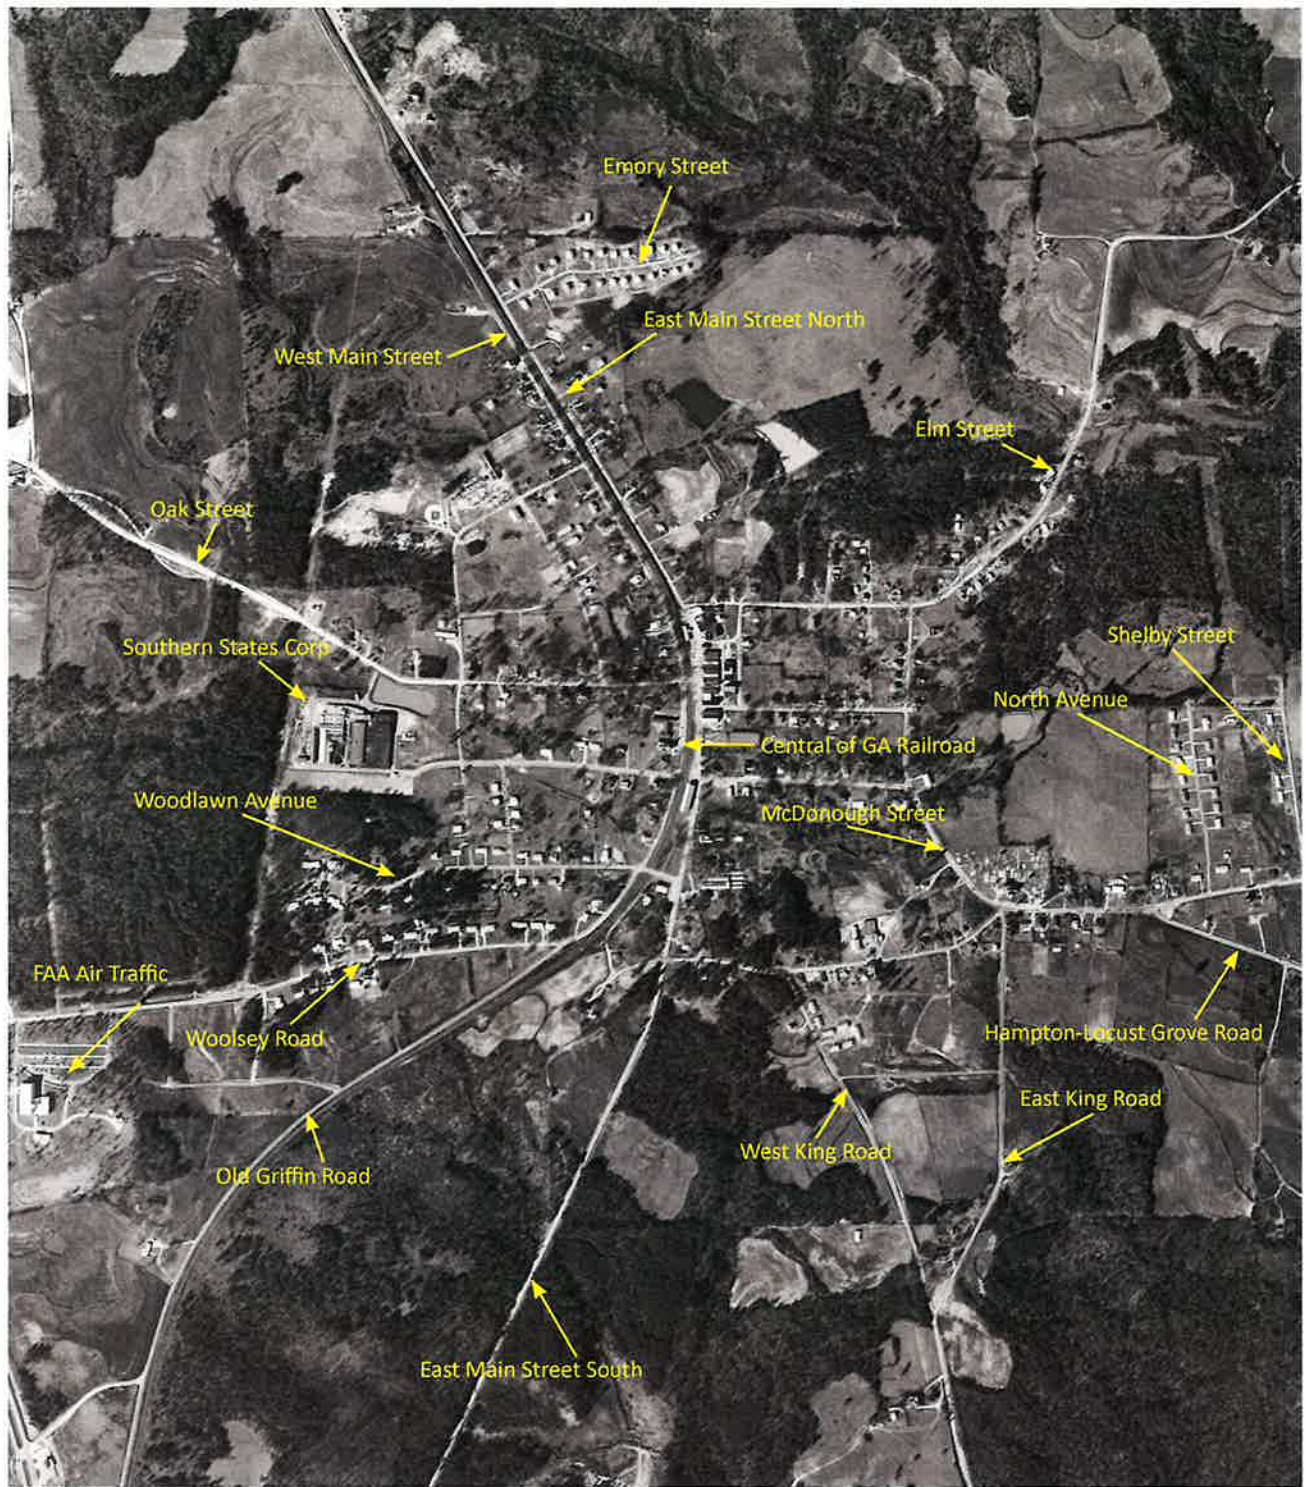 Emory Street
East Main Street North
West Main Street
Elm Street
Oak Street
Shelby Street
Southern States Corp
North Avenue
Central of GA Railroad
Woodlawn Avenue
McDonough Street
FAA Air Traffic
Hampton-Locust Grove Road
Woolsey Road
East King Road
West King Road
Old Griffin Road
East Main Street South